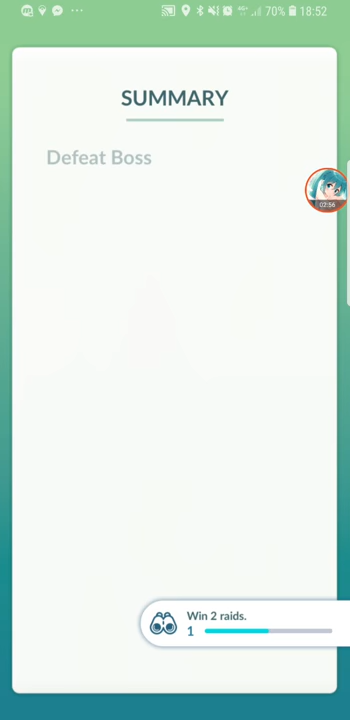 70% 18:52
SUMMARY
Defeat Boss
02:56
Win 2 raids.
1